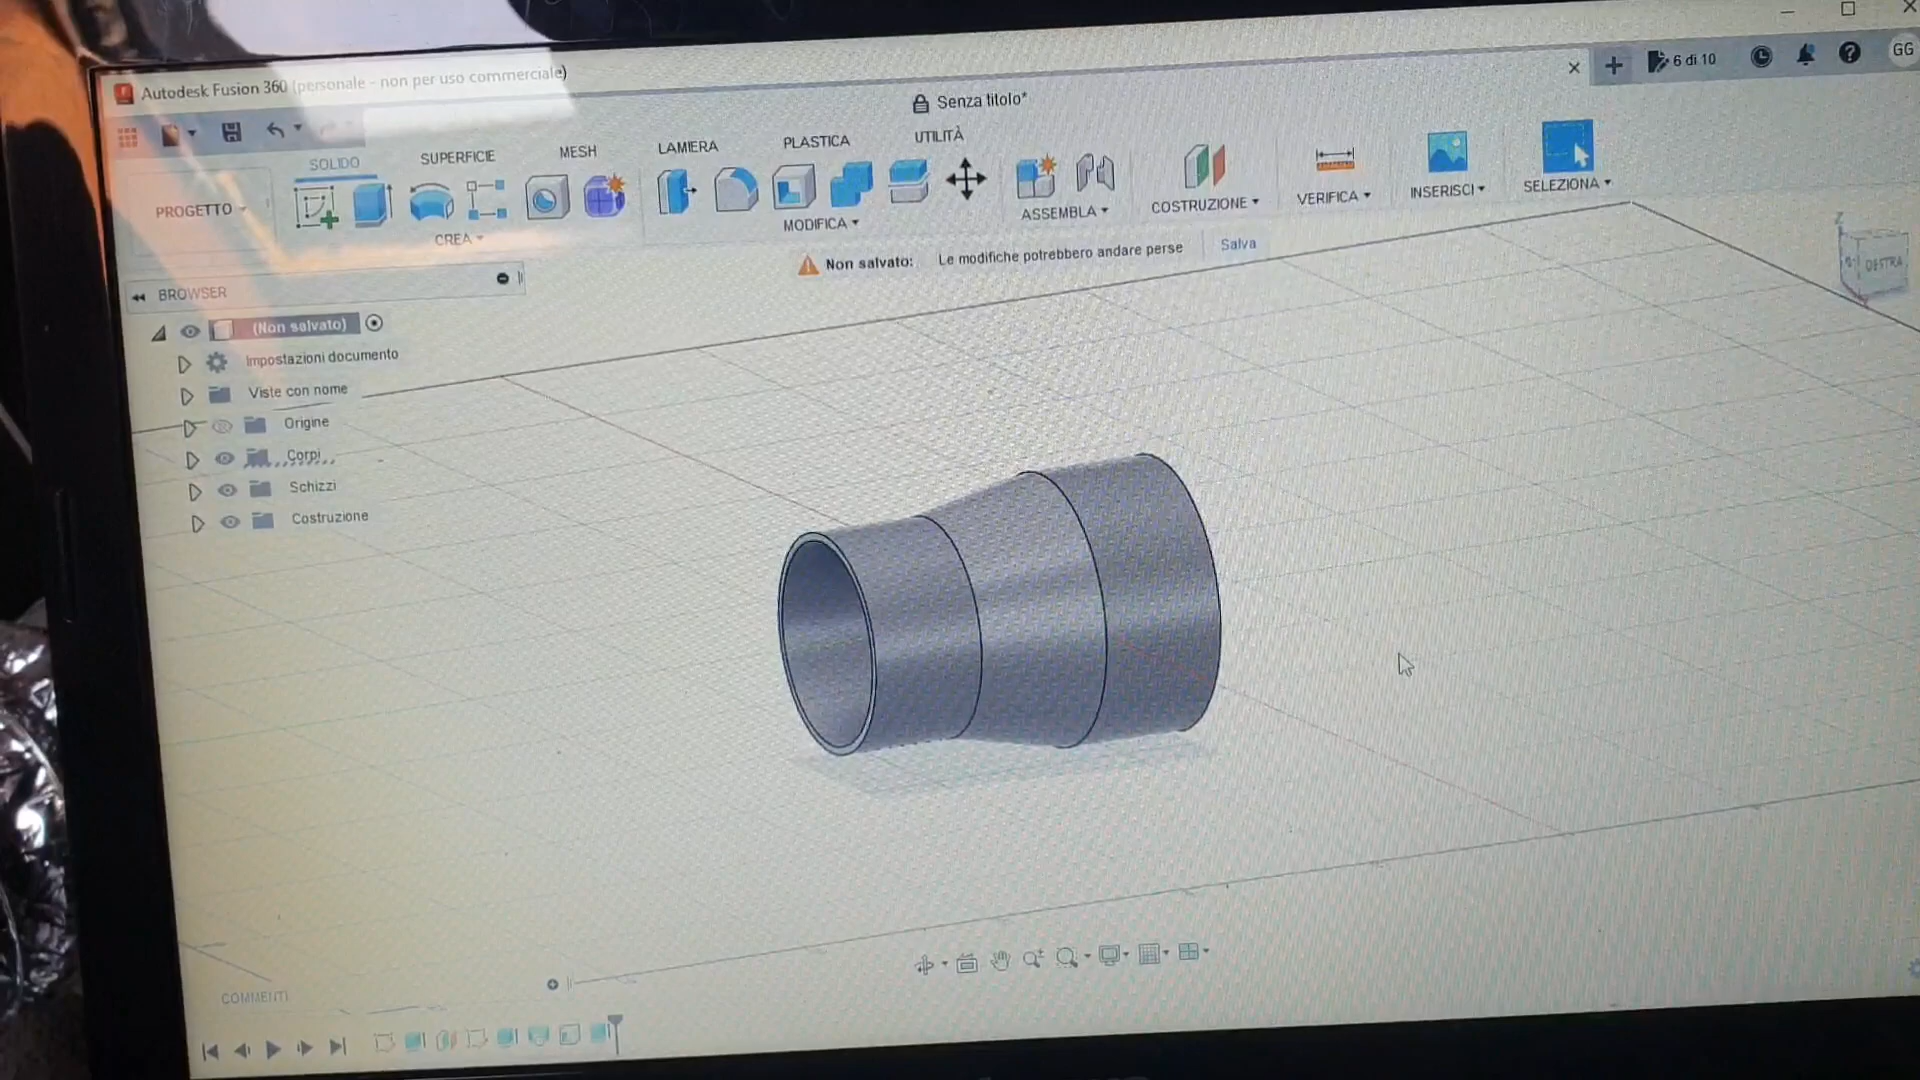 Autodesk Fusion 360 (personale - non per uso commerciale)
6 di 10
GG
Senza titolo*
SOLIDO
SUPERFICIE
MESH
LAMIERA
PLASTICA
UTILITÀ
PROGETTO
CREA
MODIFICA
ASSEMBLA
COSTRUZIONE
VERIFICA
INSERISCI
SELEZIONA
Non salvato: Le modifiche potrebbero andare perse Salva
Z
DESTRA
BROWSER
(Non salvato)
Impostazioni documento
Viste con nome
Origine
Corpi
Schizzi
Costruzione
COMMENTI